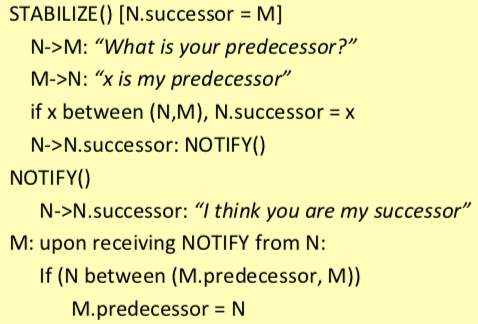 STABILIZE() [N.successor = M]
N->M: “What is your predecessor?”
M->N: “x is my predecessor”
if x between (N,M), N.successor = x
N->N.successor: NOTIFY()
NOTIFY()
N->N.successor: “I think you are my successor”
M: upon receiving NOTIFY from N:
If (N between (M.predecessor, M))
M.predecessor = N